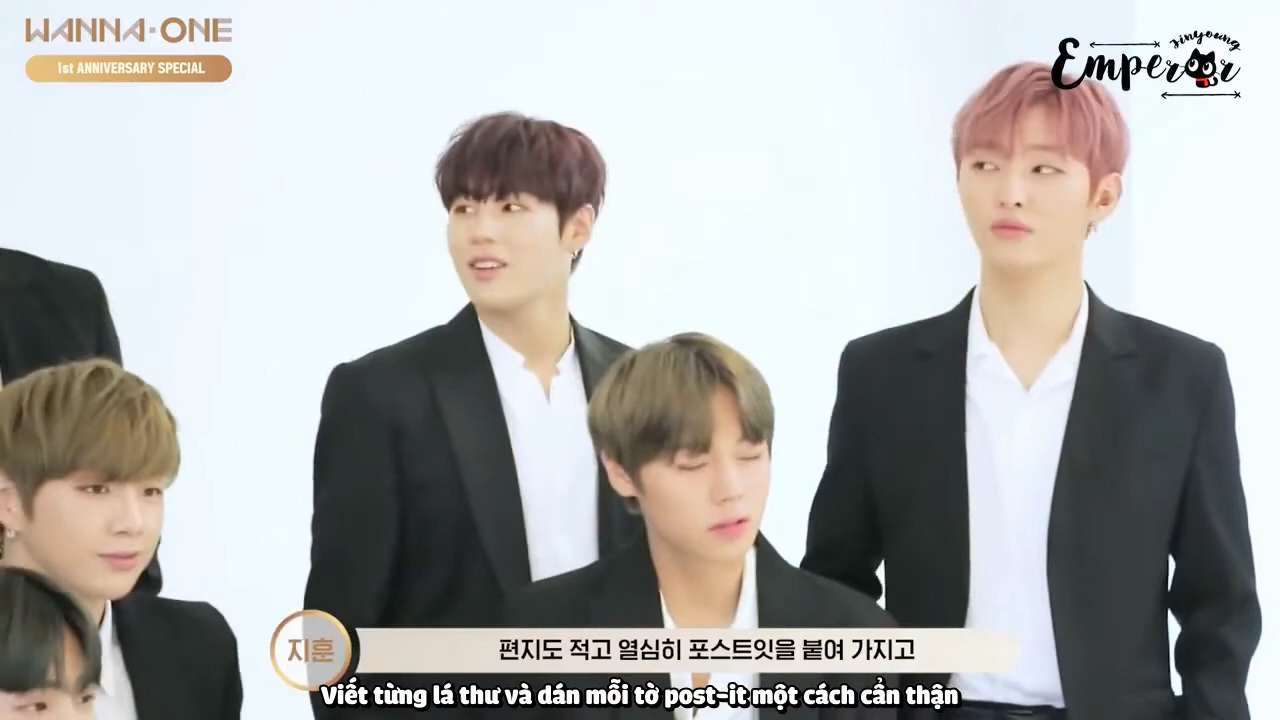 WANNA·ONE
1st ANNIVERSARY SPECIAL
Jinyoung
Emperor
지훈
편지도 적고 열심히 포스트잇을 붙여 가지고
Viết từng lá thư và dán mỗi tờ post-it một cách cẩn thận